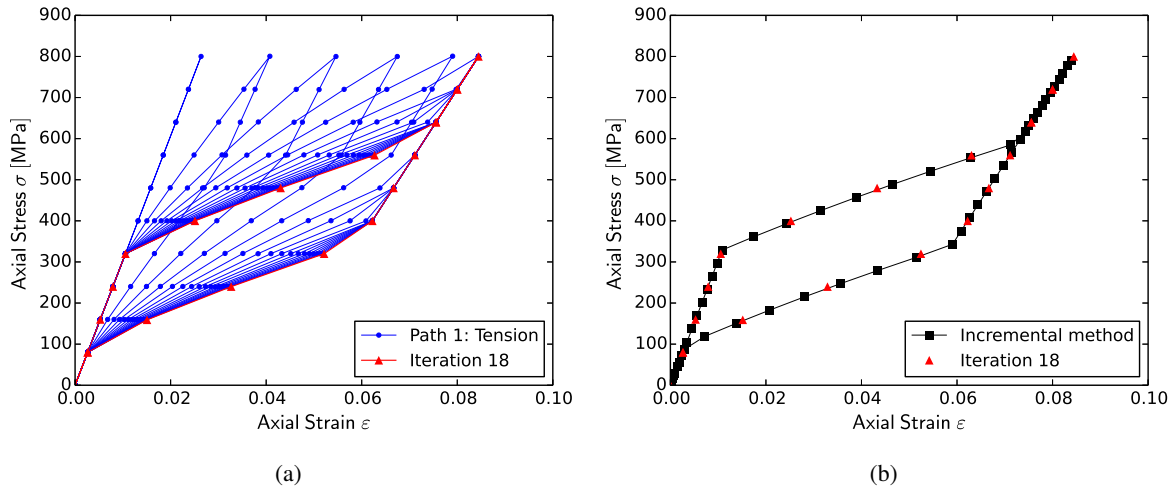 900
800
700
600
500
400
300
200
100
0
0.00 0.02 0.04 0.06 0.08 0.10
Axial Stress σ [MPa]
Axial Strain ε
Path 1: Tension
Iteration 18
(a)
900
800
700
600
500
400
300
200
100
0
0.00 0.02 0.04 0.06 0.08 0.10
Axial Stress σ [MPa]
Axial Strain ε
Incremental method
Iteration 18
(b)